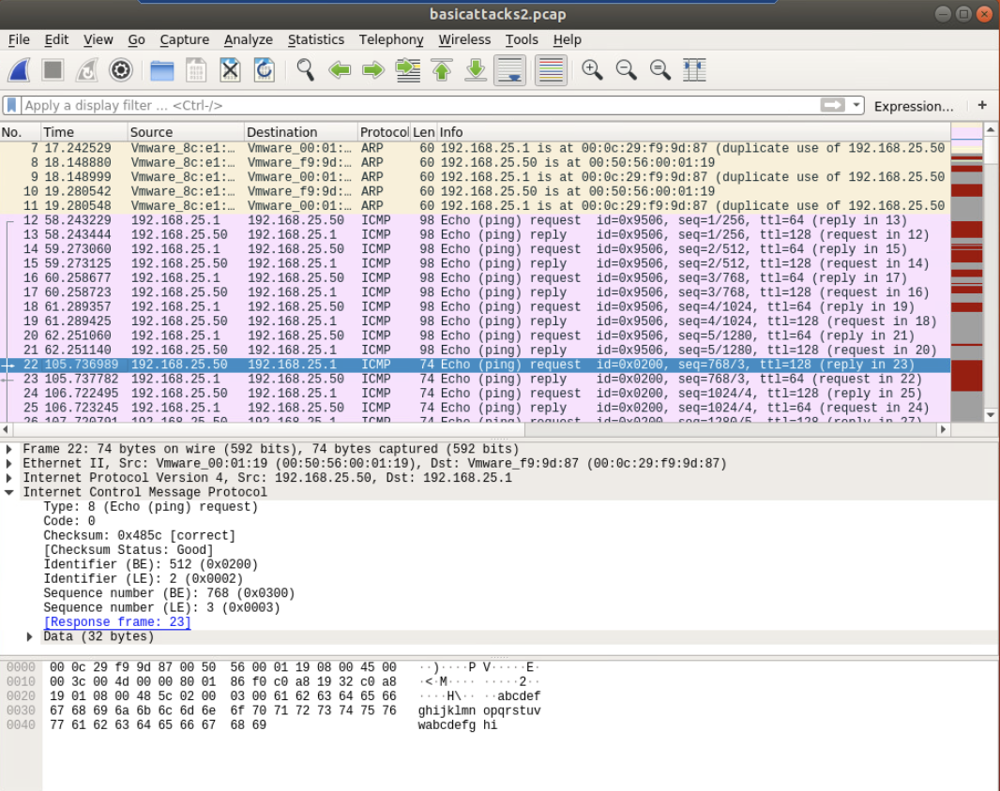 basicattacks2.pcap
File Edit View Go Capture Analyze Statistics Telephony Wireless Tools Help
Apply a display filter ... <Ctrl-/> Expression... +
No. Time Source Destination Protocol Len Info
7 17.242529 Vmware_8c:e1:… Vmware_00:01:… ARP 60 192.168.25.1 is at 00:0c:29:f9:9d:87 (duplicate use of 192.168.25.50
8 18.148880 Vmware_8c:e1:… Vmware_f9:9d:… ARP 60 192.168.25.50 is at 00:50:56:00:01:19
9 18.148999 Vmware_8c:e1:… Vmware_00:01:… ARP 60 192.168.25.1 is at 00:0c:29:f9:9d:87 (duplicate use of 192.168.25.50
10 19.280542 Vmware_8c:e1:… Vmware_f9:9d:… ARP 60 192.168.25.50 is at 00:50:56:00:01:19
11 19.280548 Vmware_8c:e1:… Vmware_00:01:… ARP 60 192.168.25.1 is at 00:0c:29:f9:9d:87 (duplicate use of 192.168.25.50
12 58.243229 192.168.25.1 192.168.25.50 ICMP 98 Echo (ping) request id=0x9506, seq=1/256, ttl=64 (reply in 13)
13 58.243444 192.168.25.50 192.168.25.1 ICMP 98 Echo (ping) reply id=0x9506, seq=1/256, ttl=128 (request in 12)
14 59.273060 192.168.25.1 192.168.25.50 ICMP 98 Echo (ping) request id=0x9506, seq=2/512, ttl=64 (reply in 15)
15 59.273125 192.168.25.50 192.168.25.1 ICMP 98 Echo (ping) reply id=0x9506, seq=2/512, ttl=128 (request in 14)
16 60.258677 192.168.25.1 192.168.25.50 ICMP 98 Echo (ping) request id=0x9506, seq=3/768, ttl=64 (reply in 17)
17 60.258723 192.168.25.50 192.168.25.1 ICMP 98 Echo (ping) reply id=0x9506, seq=3/768, ttl=128 (request in 16)
18 61.289357 192.168.25.1 192.168.25.50 ICMP 98 Echo (ping) request id=0x9506, seq=4/1024, ttl=64 (reply in 19)
19 61.289425 192.168.25.50 192.168.25.1 ICMP 98 Echo (ping) reply id=0x9506, seq=4/1024, ttl=128 (request in 18)
20 62.251060 192.168.25.1 192.168.25.50 ICMP 98 Echo (ping) request id=0x9506, seq=5/1280, ttl=64 (reply in 21)
21 62.251140 192.168.25.50 192.168.25.1 ICMP 98 Echo (ping) reply id=0x9506, seq=5/1280, ttl=128 (request in 20)
22 105.736989 192.168.25.50 192.168.25.1 ICMP 74 Echo (ping) request id=0x0200, seq=768/3, ttl=128 (reply in 23)
23 105.737782 192.168.25.1 192.168.25.50 ICMP 74 Echo (ping) reply id=0x0200, seq=768/3, ttl=64 (request in 22)
24 106.722495 192.168.25.50 192.168.25.1 ICMP 74 Echo (ping) request id=0x0200, seq=1024/4, ttl=128 (reply in 25)
25 106.723245 192.168.25.1 192.168.25.50 ICMP 74 Echo (ping) reply id=0x0200, seq=1024/4, ttl=64 (request in 24)
26 107.720791 192.168.25.50 192.168.25.1 ICMP 74 Echo (ping) request id=0x0200, seq=1280/5, ttl=128 (reply in 27)
Frame 22: 74 bytes on wire (592 bits), 74 bytes captured (592 bits)
Ethernet II, Src: Vmware_00:01:19 (00:50:56:00:01:19), Dst: Vmware_f9:9d:87 (00:0c:29:f9:9d:87)
Internet Protocol Version 4, Src: 192.168.25.50, Dst: 192.168.25.1
Internet Control Message Protocol
Type: 8 (Echo (ping) request)
Code: 0
Checksum: 0x485c [correct]
[Checksum Status: Good]
Identifier (BE): 512 (0x0200)
Identifier (LE): 2 (0x0002)
Sequence number (BE): 768 (0x0300)
Sequence number (LE): 3 (0x0003)
[Response frame: 23]
Data (32 bytes)
0000 00 0c 29 f9 9d 87 00 50 56 00 01 19 08 00 45 00 ··)····P V·····E·
0010 00 3c 00 4d 00 00 80 01 86 f0 c0 a8 19 32 c0 a8 ·<·M···· ·····2··
0020 19 01 08 00 48 5c 02 00 03 00 61 62 63 64 65 66 ····H\·· ··abcdef
0030 67 68 69 6a 6b 6c 6d 6e 6f 70 71 72 73 74 75 76 ghijklmn opqrstuv
0040 77 61 62 63 64 65 66 67 68 69 wabcdefg hi